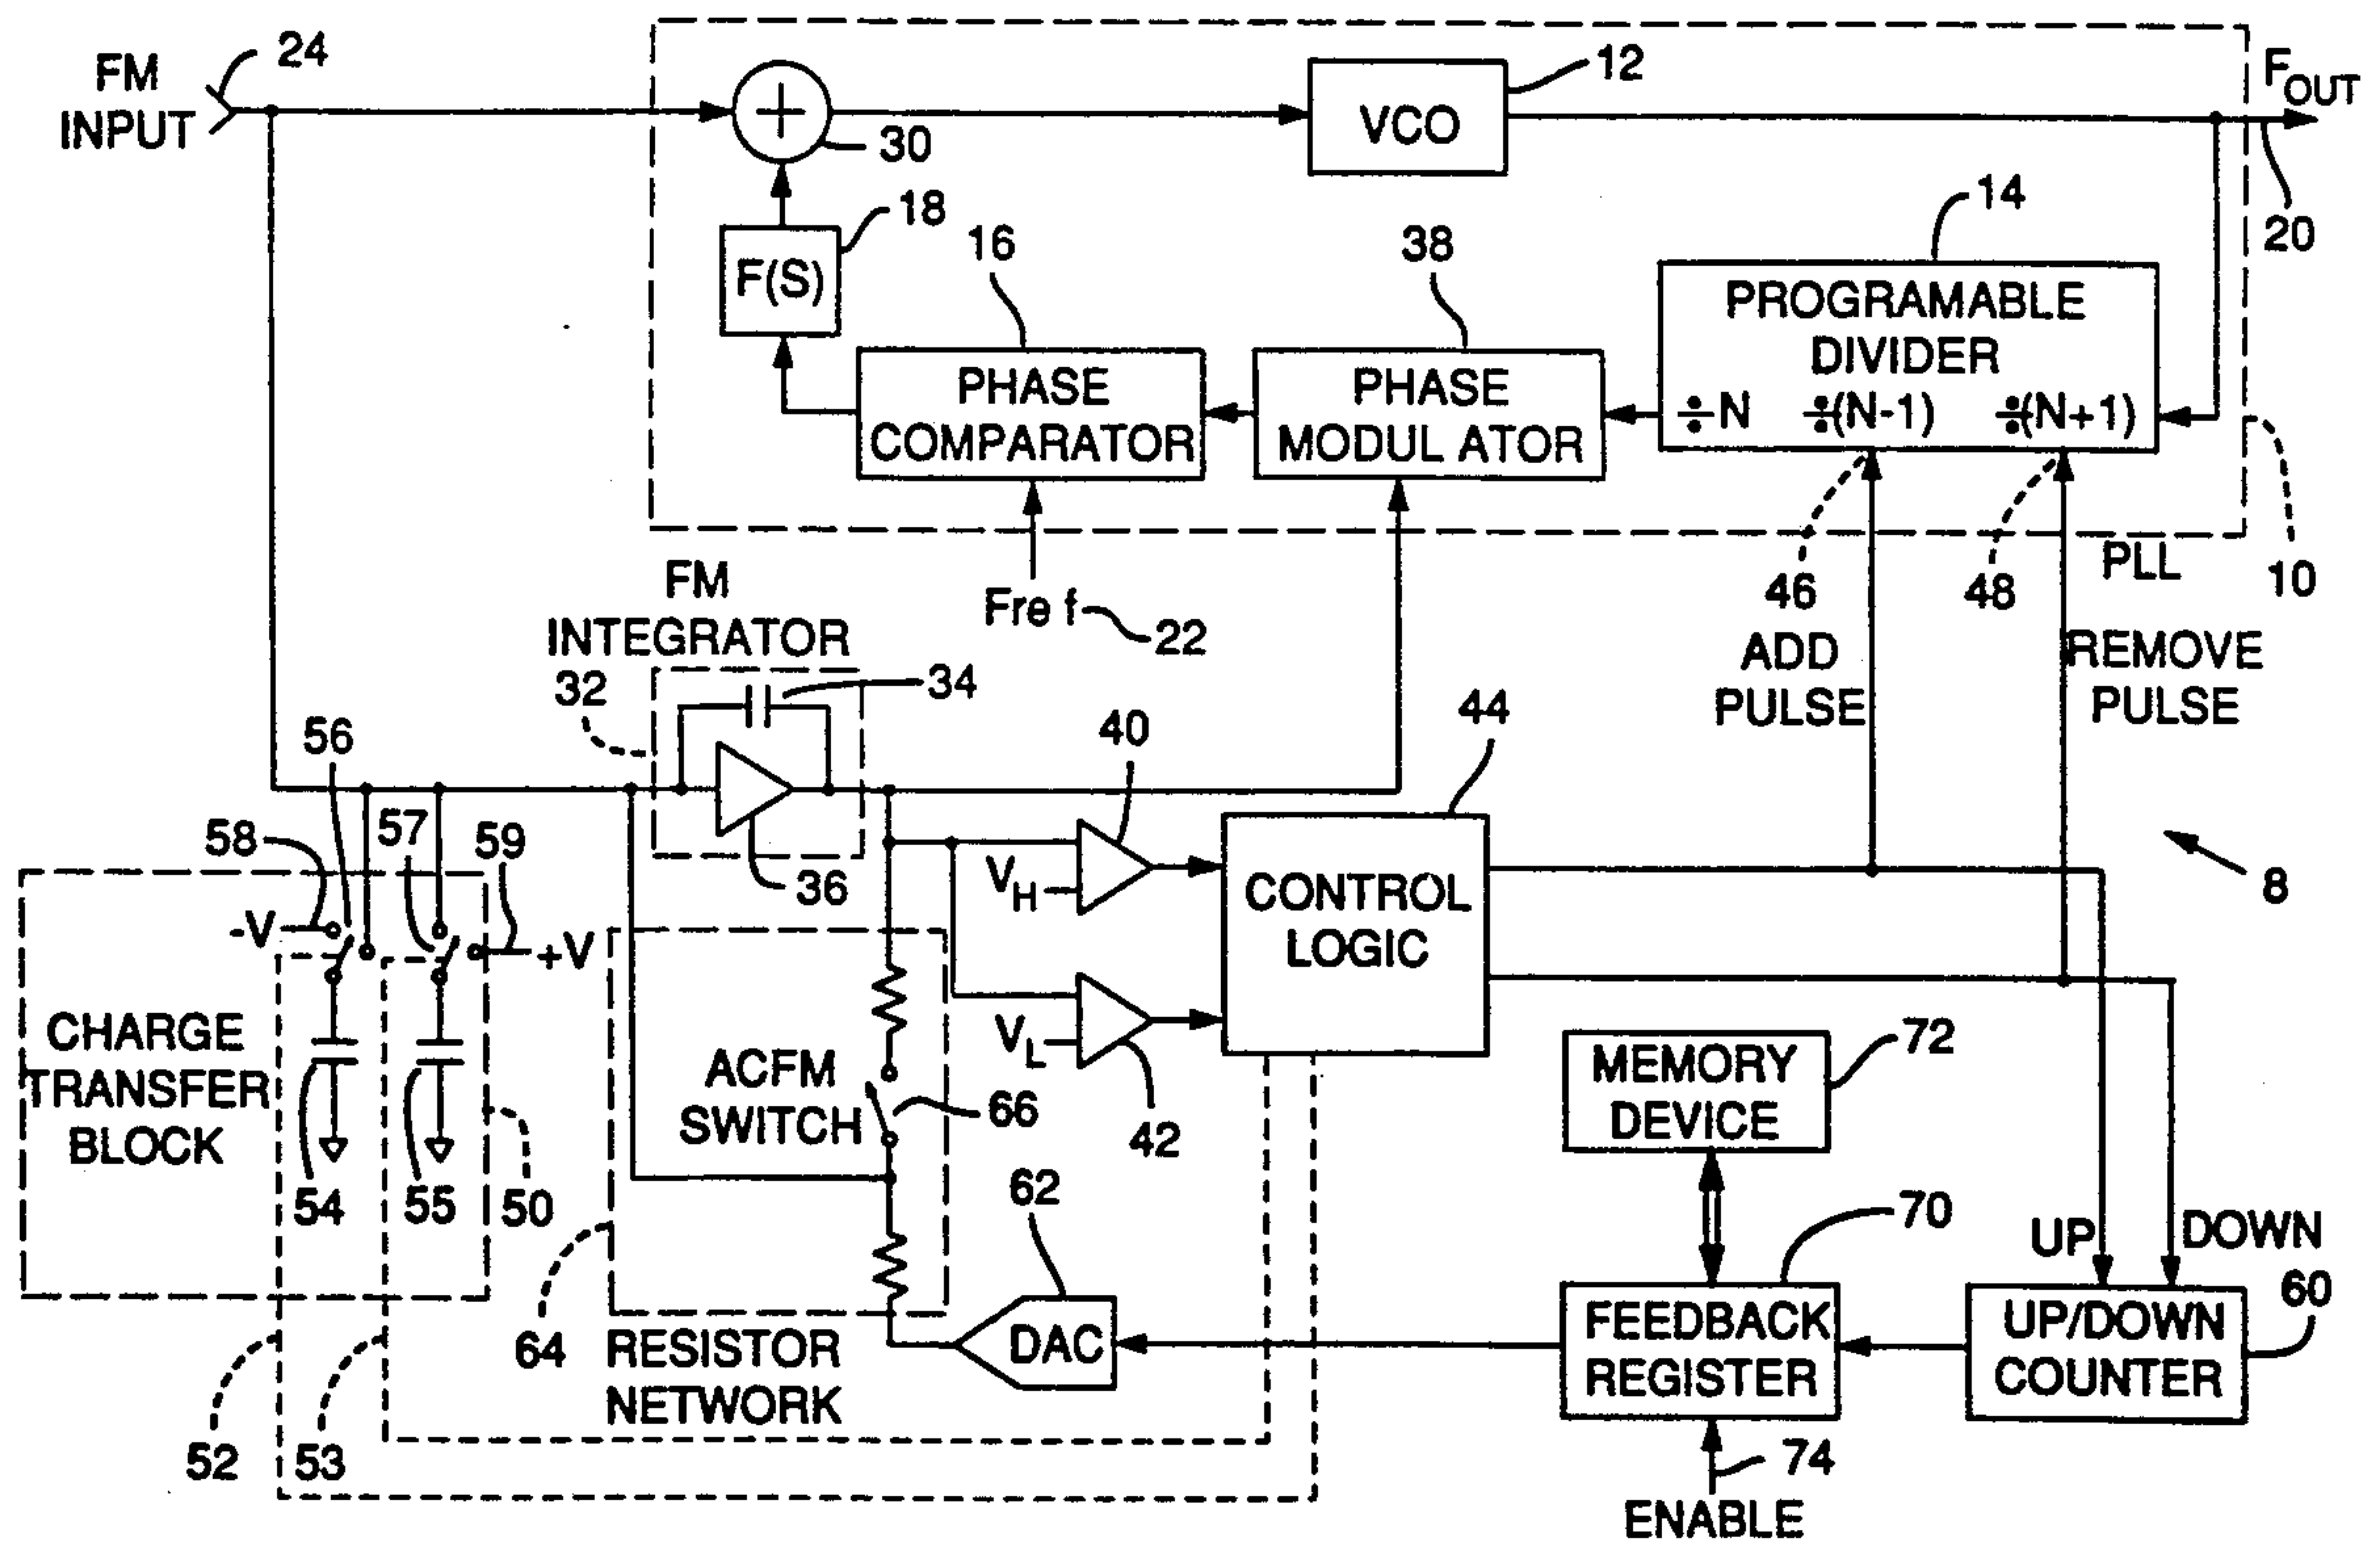 FM
INPUT
24
30
VCO
12
F
OUT
20
18
F(S)
16
PHASE
COMPARATOR
38
PHASE
MODUL ATOR
14
PROGRAMABLE
DIVIDER
÷N ÷(N-1) ÷(N+1)
46
48
PLL
10
Fre f
22
ADD
PULSE
REMOVE
PULSE
FM
INTEGRATOR
32
34
36
40
V
H
V
L
42
44
CONTROL
LOGIC
8
56
57
58
59
-V
+V
CHARGE
TRANSFER
BLOCK
54
55
50
52
53
ACFM
SWITCH
66
64
RESISTOR
NETWORK
62
DAC
72
MEMORY
DEVICE
70
FEEDBACK
REGISTER
74
ENABLE
UP
DOWN
60
UP/DOWN
COUNTER